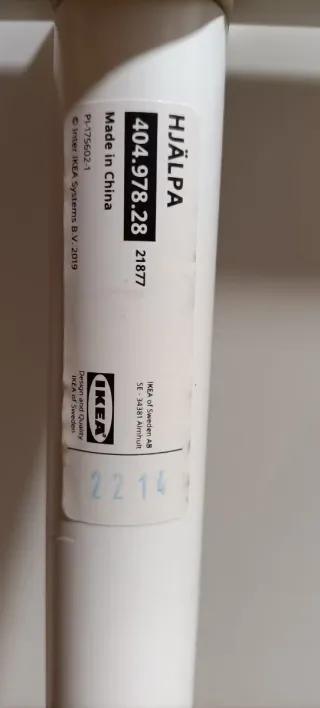 HJÄLPA
404.978.28 21877
Made in China
PI-175602-1
© Inter IKEA Systems B.V. 2019
IKEA of Sweden AB
SE - 34381 Älmhult
IKEA
Design and Quality
IKEA of Sweden
2214